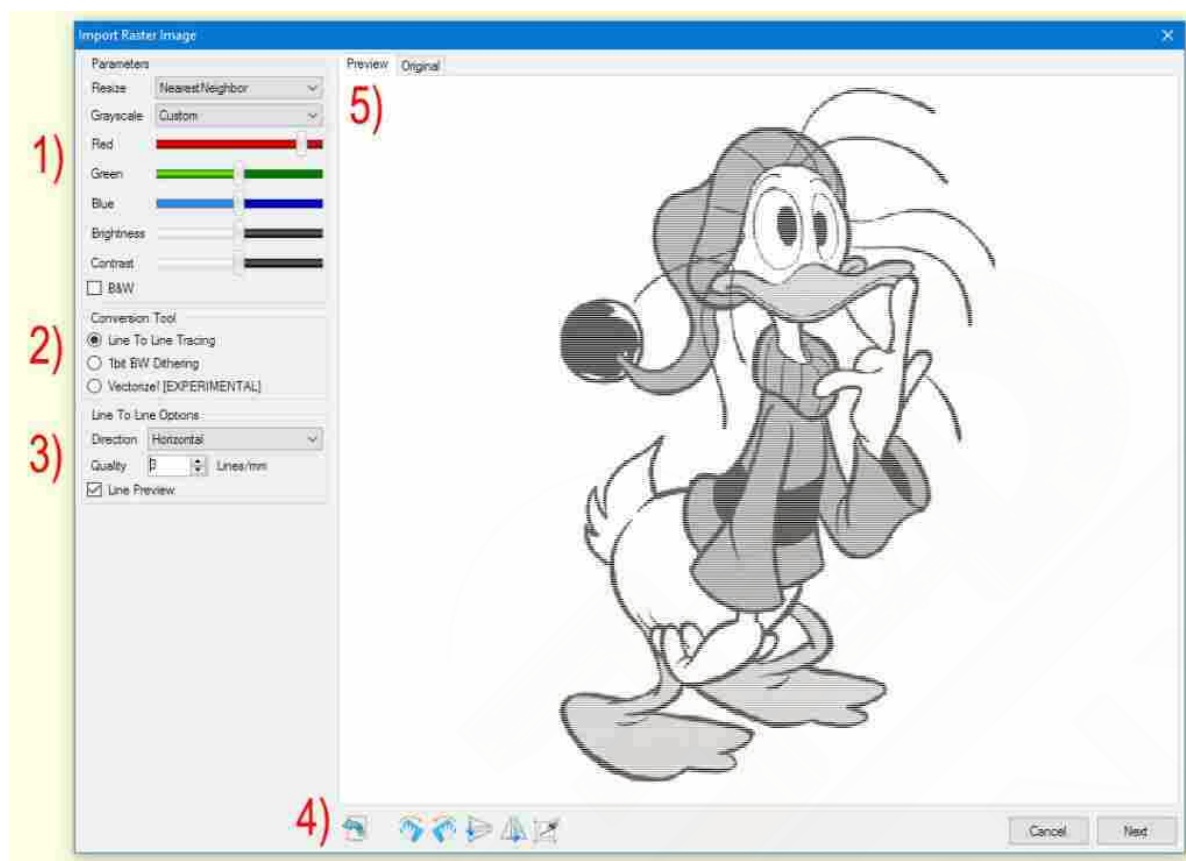 Import Raster Image
Parameters
Preview Original
Resize NearestNeighbor
5)
Grayscale Custom
1)
Red
Green
Blue
Brightness
Contrast
B&W
Conversion Tool
2)
Line To Line Tracing
1bit BW Dithering
Vectorize! [EXPERIMENTAL]
Line To Line Options
3)
Direction Horizontal
Quality 3 Lines/mm
Line Preview
4)
Cancel Next